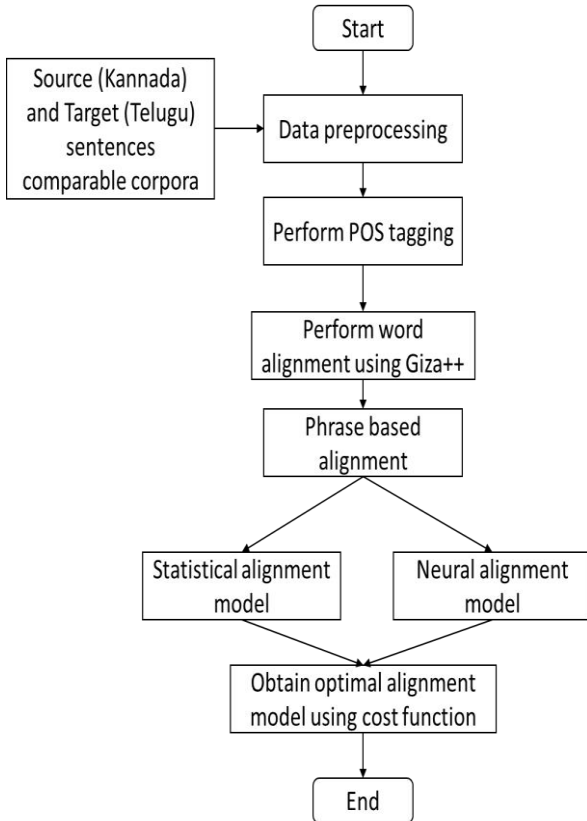 Start
Source (Kannada)
and Target (Telugu)
sentences
comparable corpora
Data preprocessing
Perform POS tagging
Perform word
alignment using Giza++
Phrase based
alignment
Statistical alignment
model
Neural alignment
model
Obtain optimal alignment
model using cost function
End